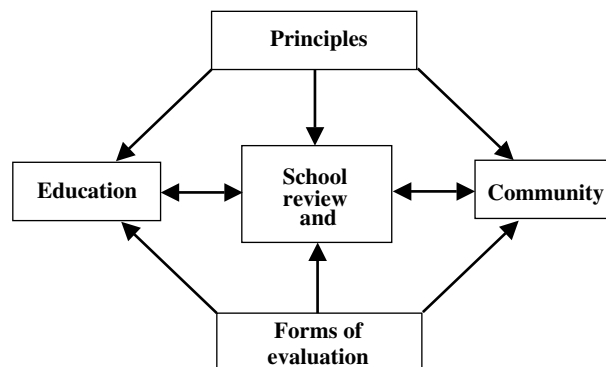 Principles
Education
School
review
and
Community
Forms of
evaluation